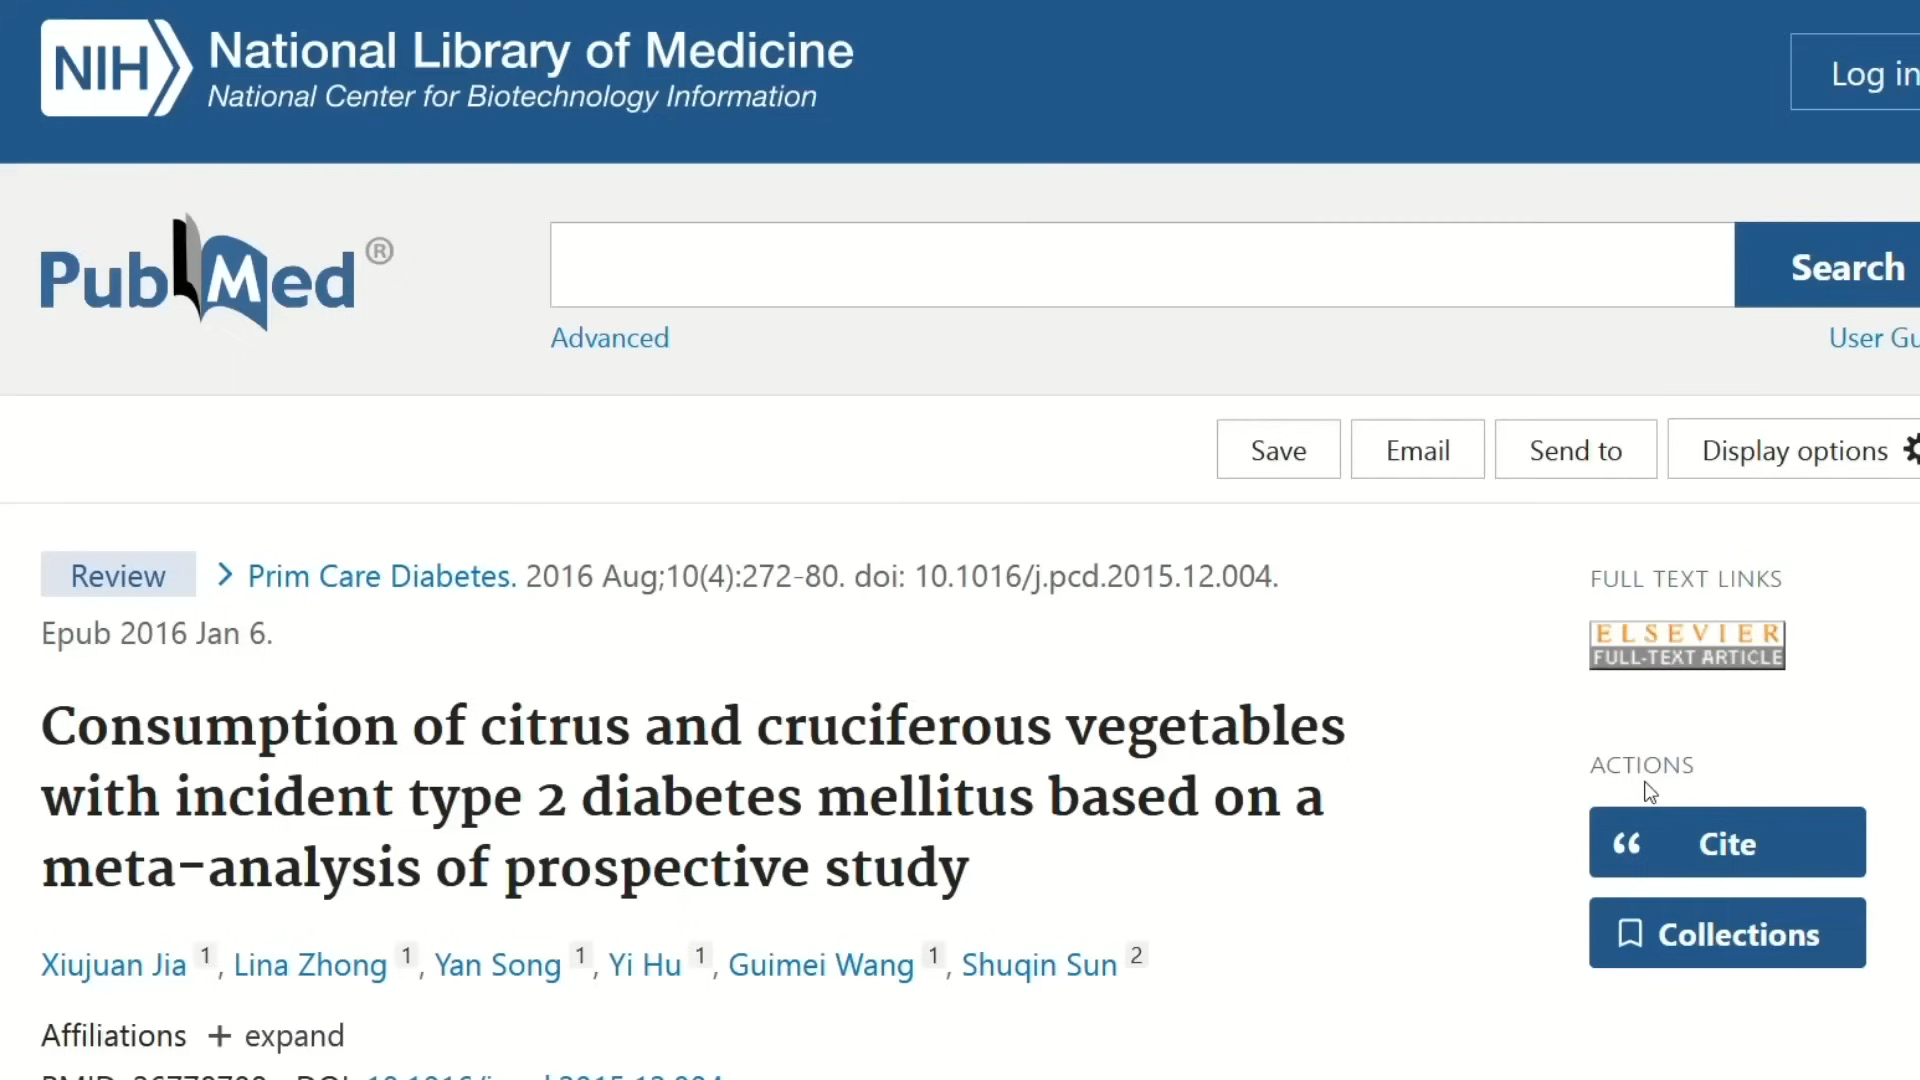 NIH National Library of Medicine
National Center for Biotechnology Information
Log in
PubMed®
Search
Advanced
User Gu
Save
Email
Send to
Display options
Review
Prim Care Diabetes. 2016 Aug;10(4):272-80. doi: 10.1016/j.pcd.2015.12.004.
Epub 2016 Jan 6.
FULL TEXT LINKS
ELSEVIER
FULL-TEXT ARTICLE
Consumption of citrus and cruciferous vegetables
with incident type 2 diabetes mellitus based on a
meta-analysis of prospective study
ACTIONS
Cite
Collections
Xiujuan Jia 1, Lina Zhong 1, Yan Song 1, Yi Hu 1, Guimei Wang 1, Shuqin Sun 2
Affiliations + expand